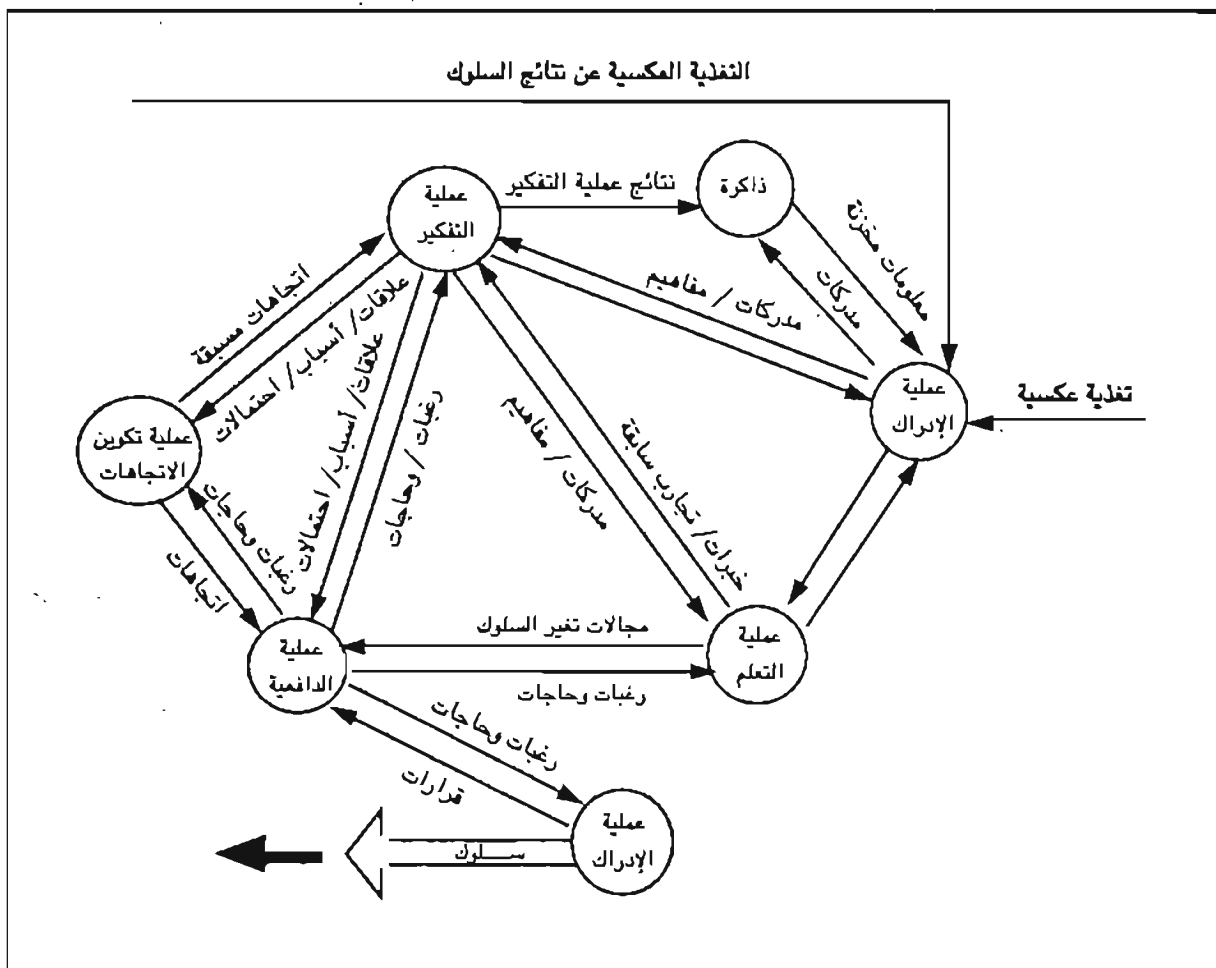 التغذية العكسية عن نتائج السلوك
ذاكرة
نتائج عملية التفكير
عملية
التفكير
معلومات مخزنة
مدركات
مدركات / مفاهيم
اتجاهات مسبقة
علاقات / أسباب / احتمالات
علاقات / أسباب / احتمالات
رغبات / وحاجات
مدركات / مفاهيم
خبرات / تجارب سابقة
عملية
الإدراك
تغذية عكسية
عملية تكوين
الاتجاهات
رغبات وحاجات
اتجاهات
مجالات تغير السلوك
رغبات وحاجات
عملية
التعلم
عملية
الدافعية
رغبات وحاجات
قرارات
عملية
الإدراك
سلوك